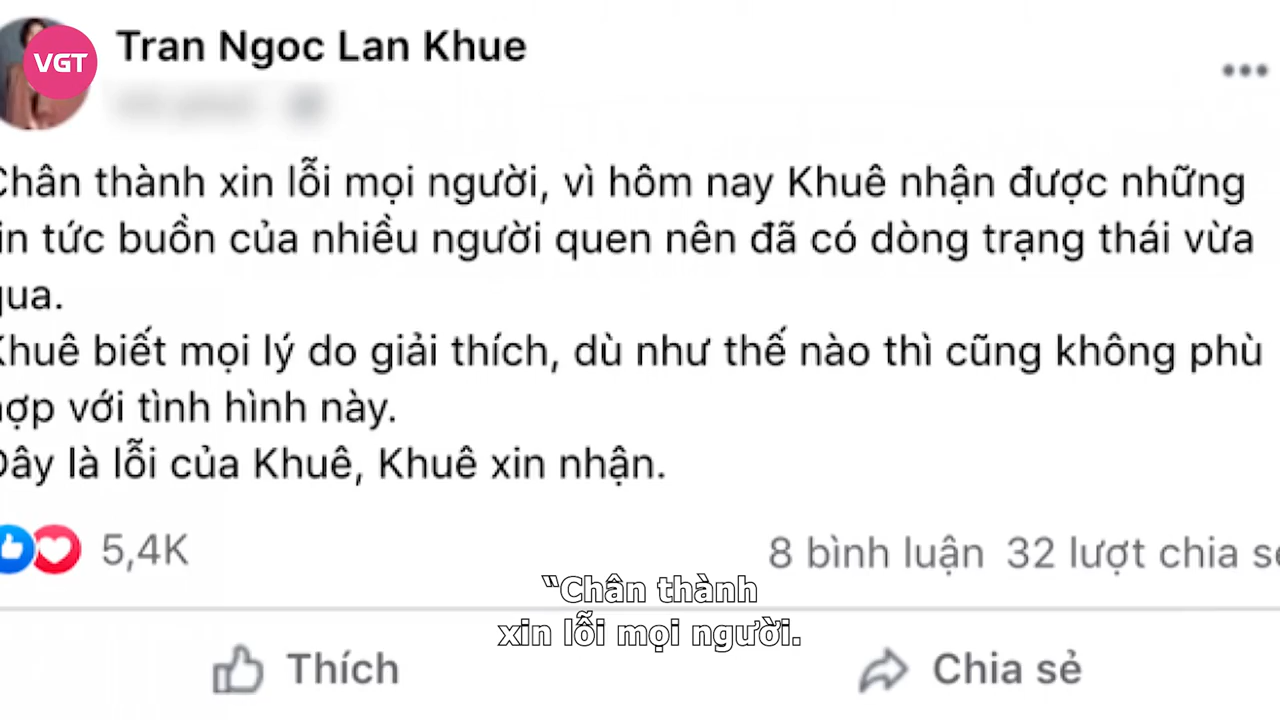 VGT
Tran Ngoc Lan Khue
Chân thành xin lỗi mọi người, vì hôm nay Khuê nhận được những
tin tức buồn của nhiều người quen nên đã có dòng trạng thái vừa
qua.
Khuê biết mọi lý do giải thích, dù như thế nào thì cũng không phù
hợp với tình hình này.
Đây là lỗi của Khuê, Khuê xin nhận.
5,4K
8 bình luận 32 lượt chia sẻ
“Chân thành
xin lỗi mọi người.
Thích
Chia sẻ